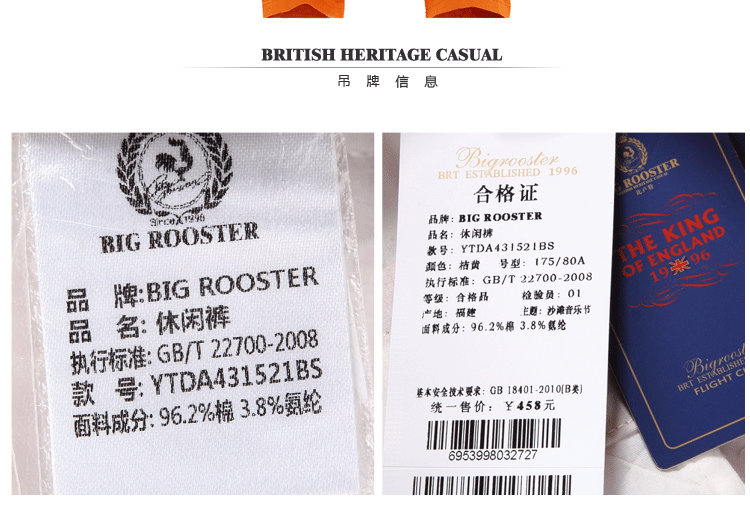 BRITISH HERITAGE CASUAL
吊牌信息
Since 1996
BIG ROOSTER
品 牌:BIG ROOSTER
品 名:休闲裤
执行标准:GB/T 22700-2008
款 号:YTDA431521BS
面料成分:96.2%棉 3.8%氨纶
Bigrooster
BRT ESTABLISHED 1996
合格证
品牌:BIG ROOSTER
品名:休闲裤
款号:YTDA431521BS
颜色:桔黄 号型:175/80A
执行标准:GB/T 22700-2008
等级:合格品 检验员:01
产地:福建 主题:沙滩音乐节
面料成分:96.2%棉 3.8%氨纶
基本安全技术要求:GB 18401-2010(B类)
统一售价:¥458元
6953998032727
G ROOSTER
THE KING
OF ENGLAND
1996
Bigrooste
BRT ESTABLISHED
FLIGHT C